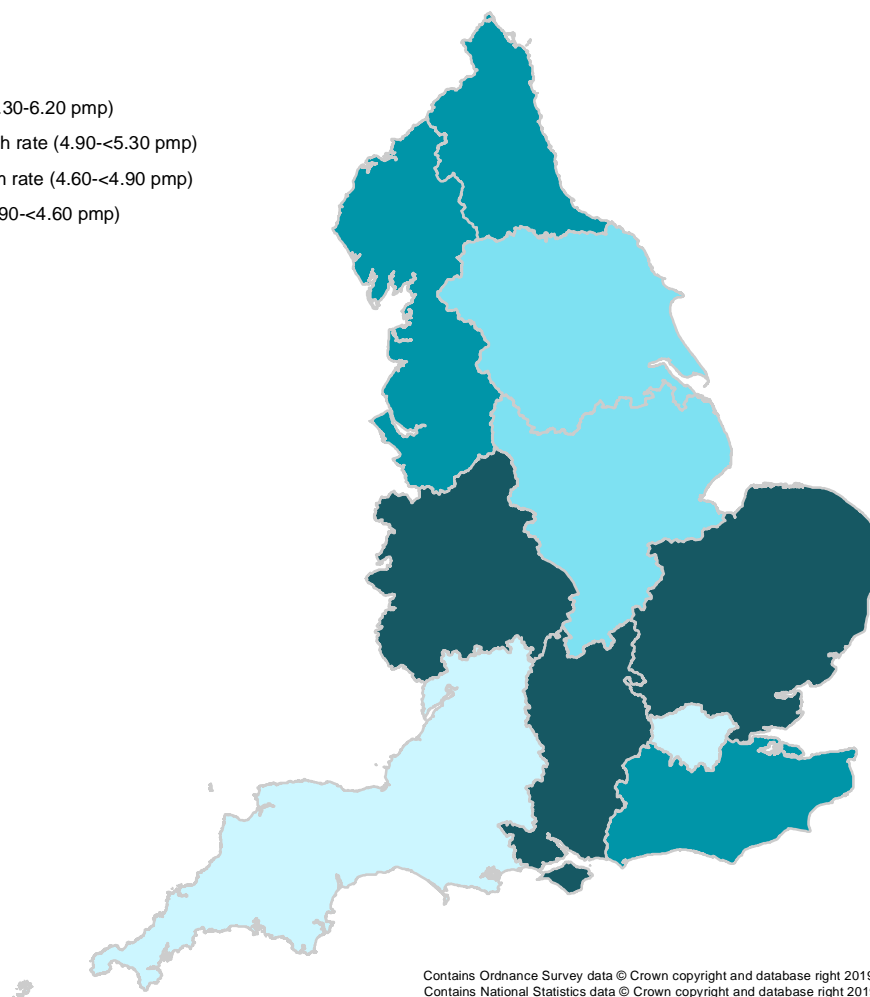 .30-6.20 pmp)
h rate (4.90-<5.30 pmp)
n rate (4.60-<4.90 pmp)
90-<4.60 pmp)
Contains Ordnance Survey data © Crown copyright and database right 2019
Contains National Statistics data © Crown copyright and database right 201